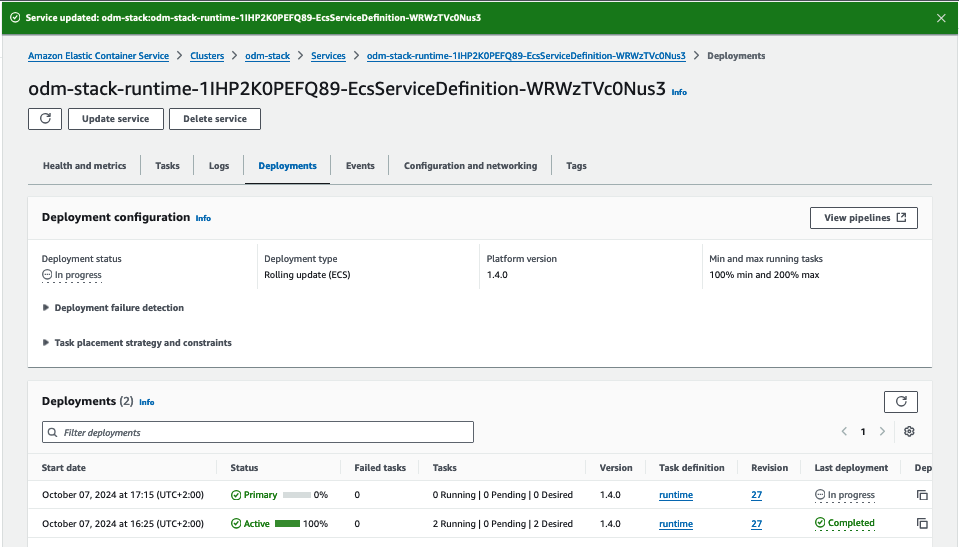 Service updated: odm-stack:odm-stack-runtime-1IHP2K0PEFQ89-EcsServiceDefinition-WRWzTVc0Nus3
Amazon Elastic Container Service > Clusters > odm-stack > Services > odm-stack-runtime-1IHP2K0PEFQ89-EcsServiceDefinition-WRWzTVc0Nus3 > Deployments
odm-stack-runtime-1IHP2K0PEFQ89-EcsServiceDefinition-WRWzTVc0Nus3 Info
Update service Delete service
Health and metrics Tasks Logs Deployments Events Configuration and networking Tags
Deployment configuration Info View pipelines
Deployment status Deployment type Platform version Min and max running tasks
In progress Rolling update (ECS) 1.4.0 100% min and 200% max
Deployment failure detection
Task placement strategy and constraints
Deployments (2) Info
Filter deployments 1
Start date Status Failed tasks Tasks Version Task definition Revision Last deployment Dep
October 07, 2024 at 17:15 (UTC+2:00) Primary 0% 0 0 Running | 0 Pending | 0 Desired 1.4.0 runtime 27 In progress
October 07, 2024 at 16:25 (UTC+2:00) Active 100% 0 2 Running | 0 Pending | 2 Desired 1.4.0 runtime 27 Completed